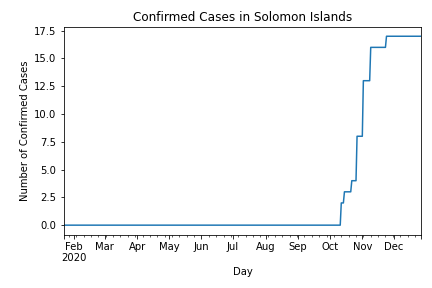 Confirmed Cases in Solomon Islands
Number of Confirmed Cases
17.5
15.0
12.5
10.0
7.5
5.0
2.5
0.0
Feb Mar Apr May Jun Jul Aug Sep Oct Nov Dec
2020
Day